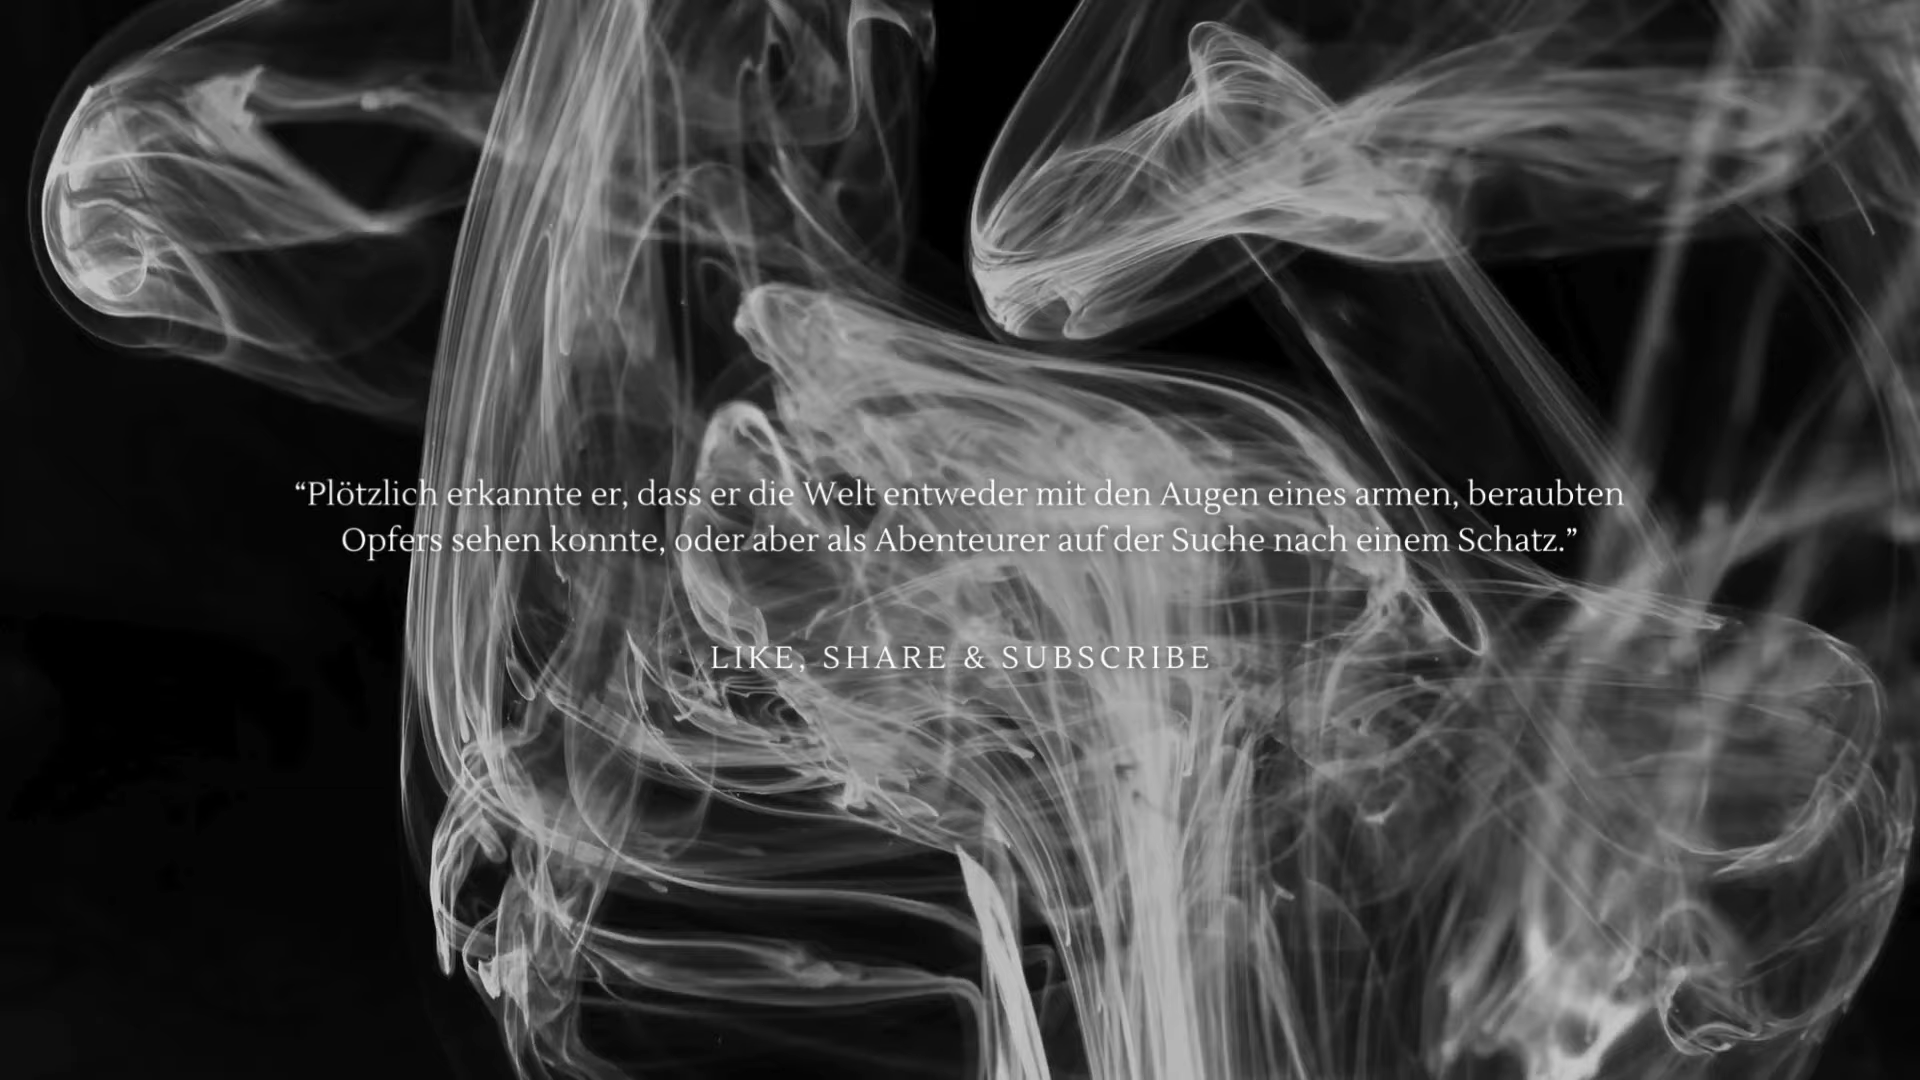 “Plötzlich erkannte er, dass er die Welt entweder mit den Augen eines armen, beraubten
Opfers sehen konnte, oder aber als Abenteurer auf der Suche nach einem Schatz.”
LIKE, SHARE & SUBSCRIBE